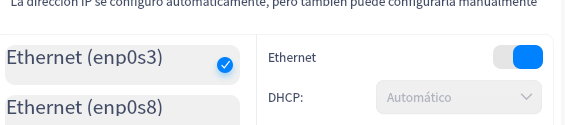 La dirección IP se configuró automáticamente, pero también puede configurarla manualmente
Ethernet (enp0s3)
Ethernet
DHCP:
Automático
Ethernet (enp0s8)